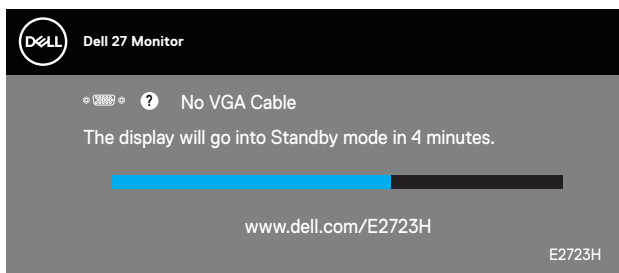 DELL
Dell 27 Monitor
? No VGA Cable
The display will go into Standby mode in 4 minutes.
www.dell.com/E2723H
E2723H